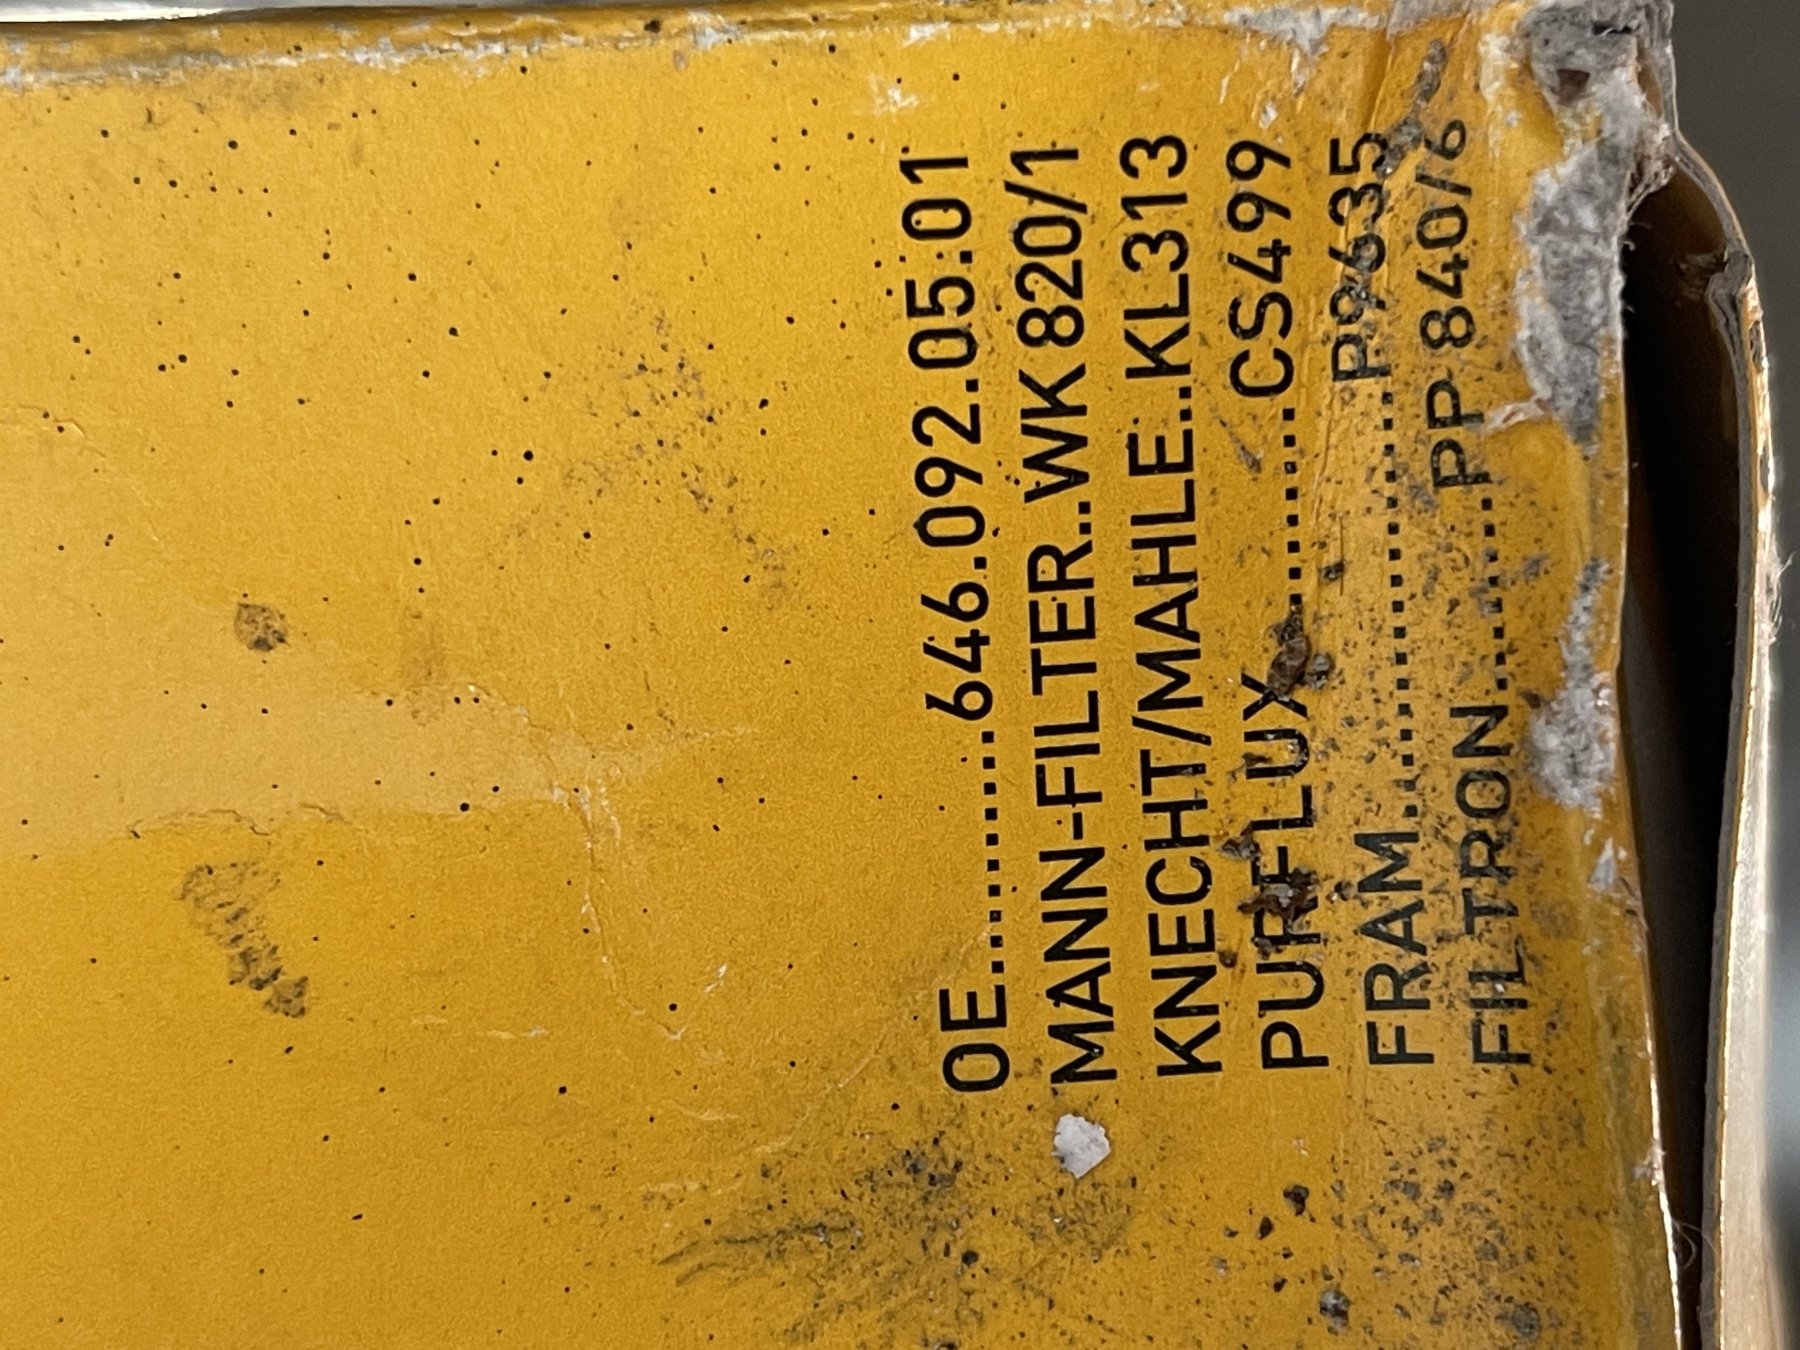 OE............646.092.05.01
MANN-FILTER..WK 820/1
KNECHT/MAHLE..KL313
PURFLUX..........CS499
FRAM....................P9635
FILTRON.........PP 840/6